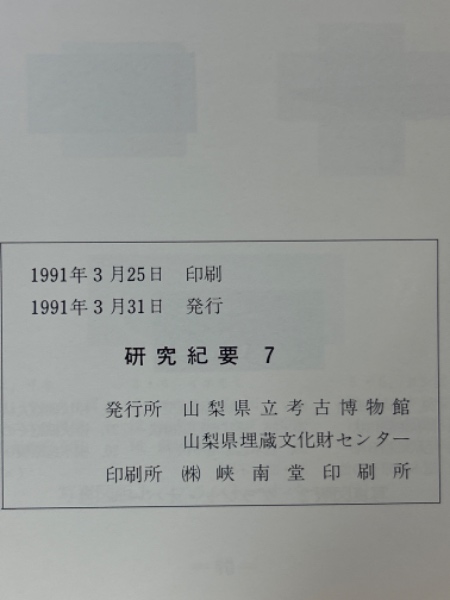 1991年3月25日 印刷
1991年3月31日 発行
研究紀要 7
発行所 山梨県立考古博物館
山梨県埋蔵文化財センター
印刷所 ㈱峡南堂印刷所